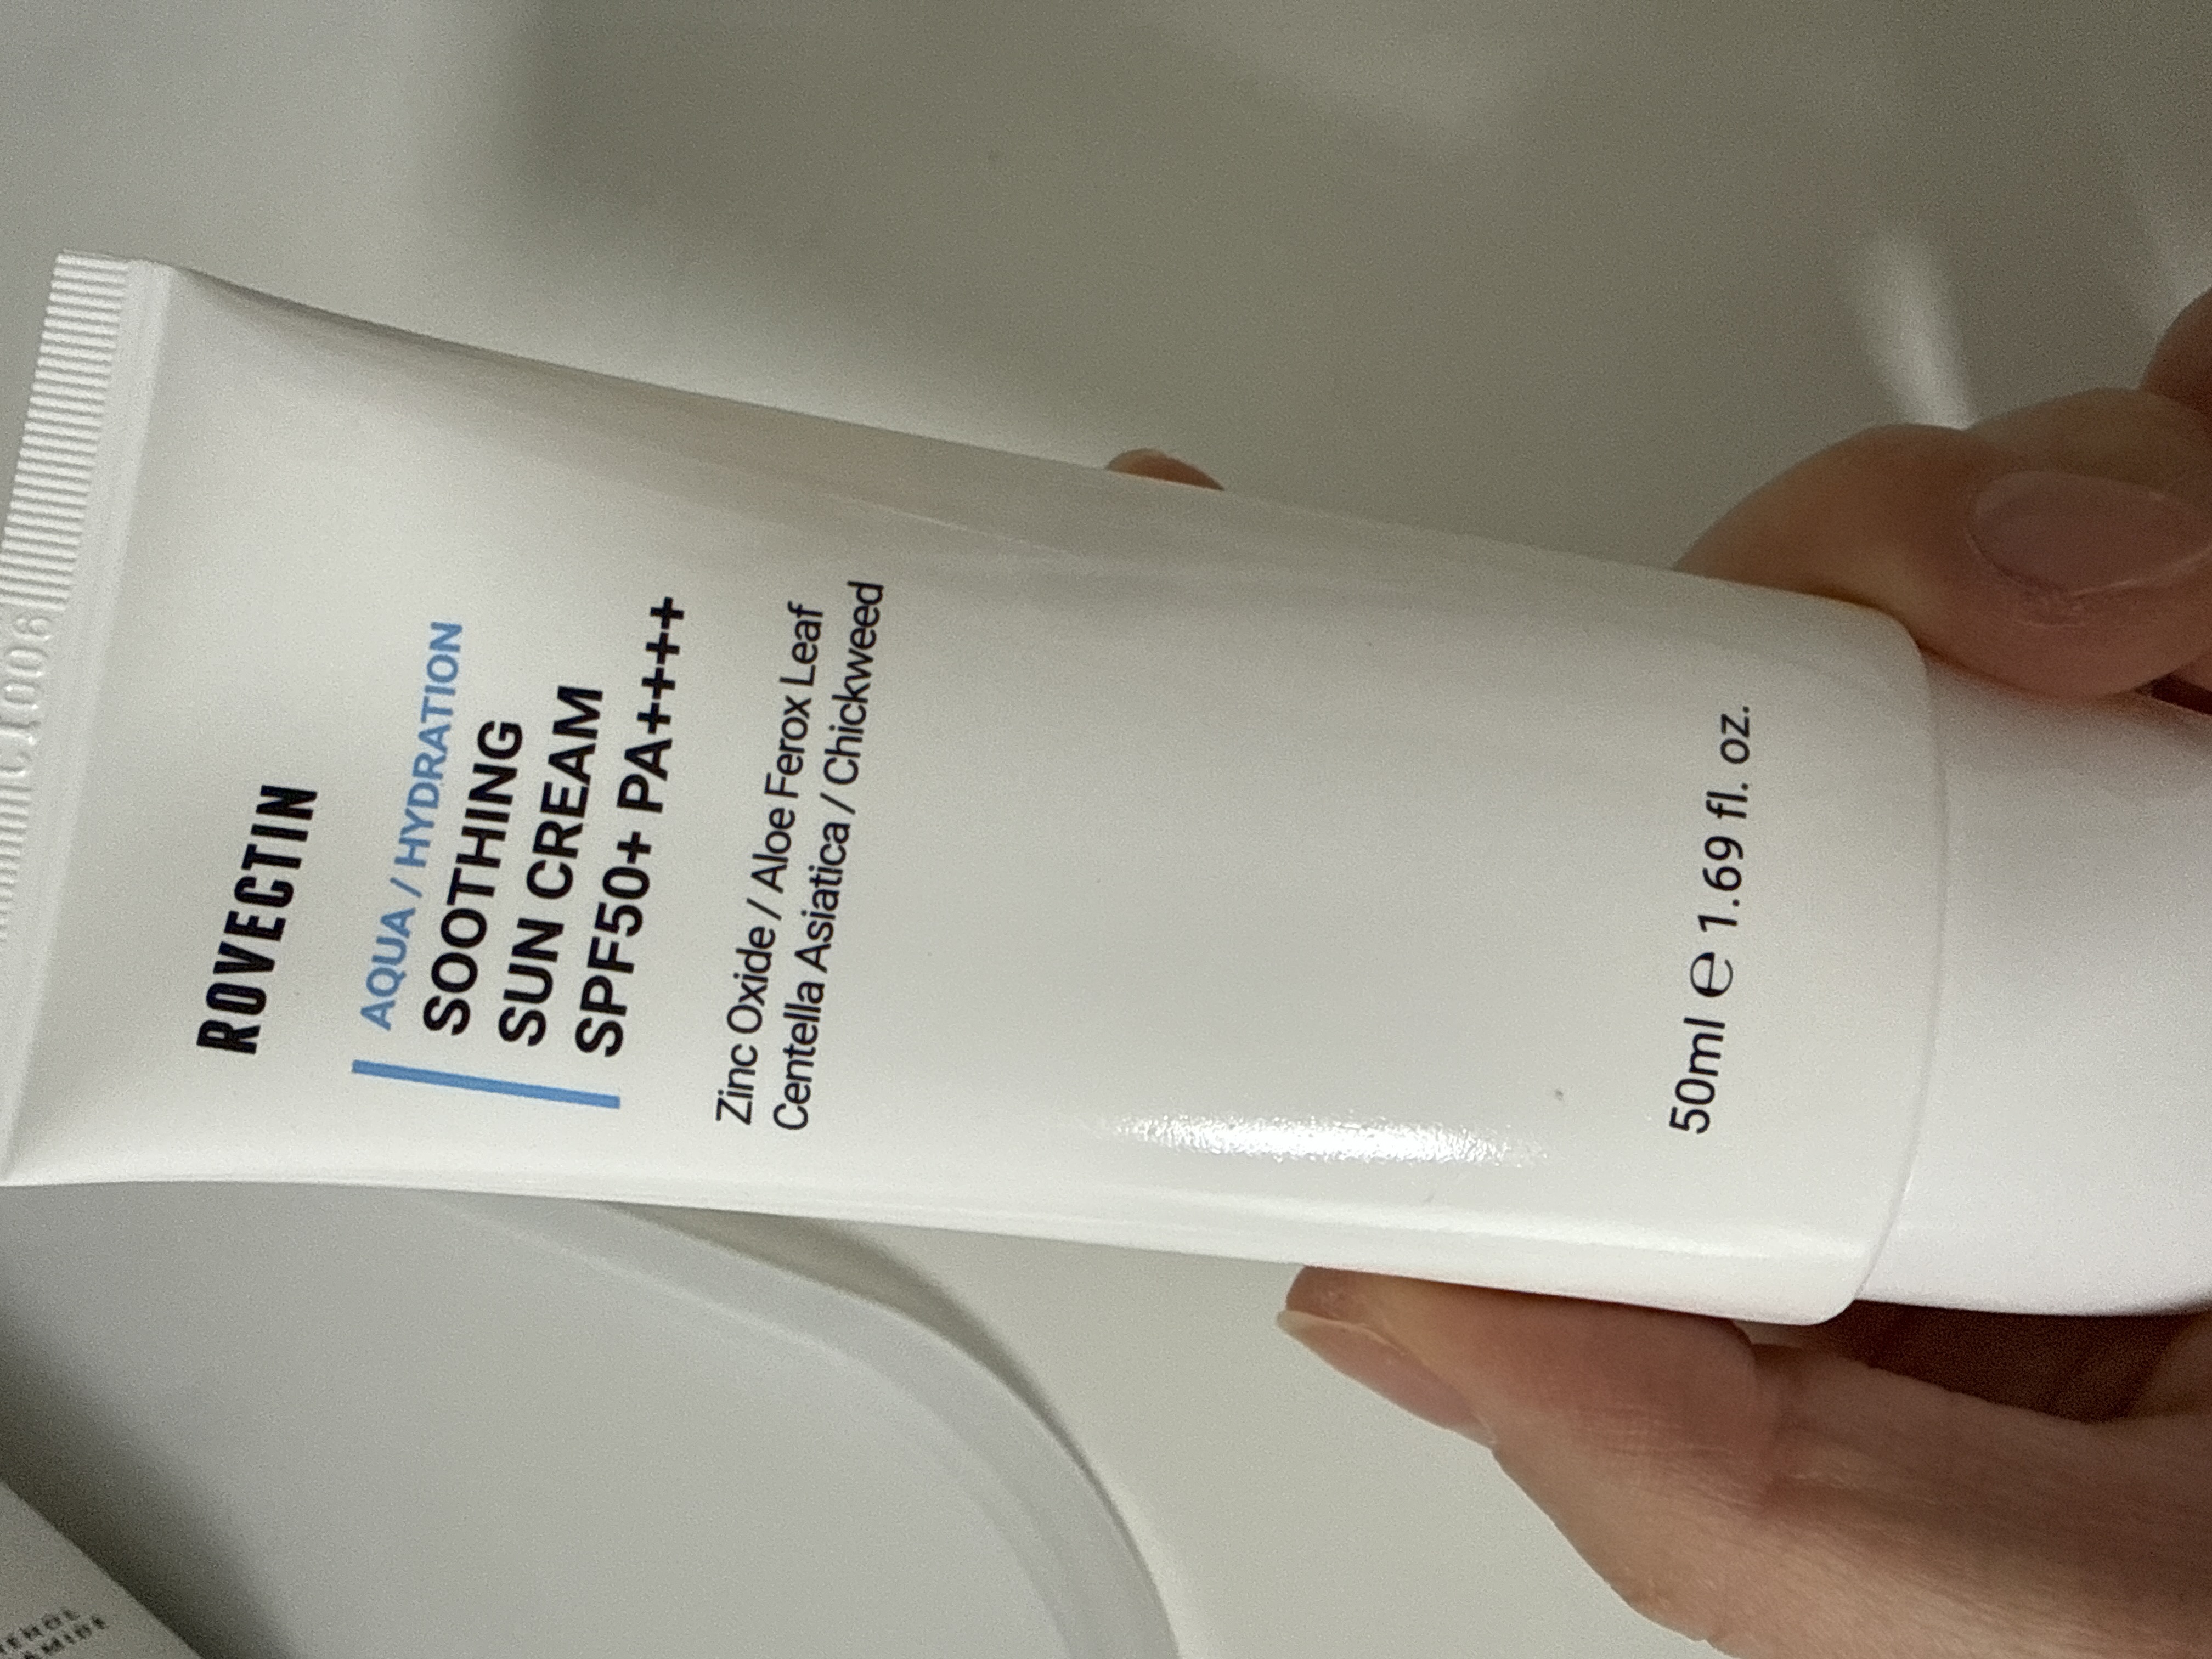 ROVECTIN
AQUA / HYDRATION
SOOTHING
SUN CREAM
SPF50+ PA++++
Zinc Oxide / Aloe Ferox Leaf
Centella Asiatica / Chickweed
50ml ℮ 1.69 fl. oz.